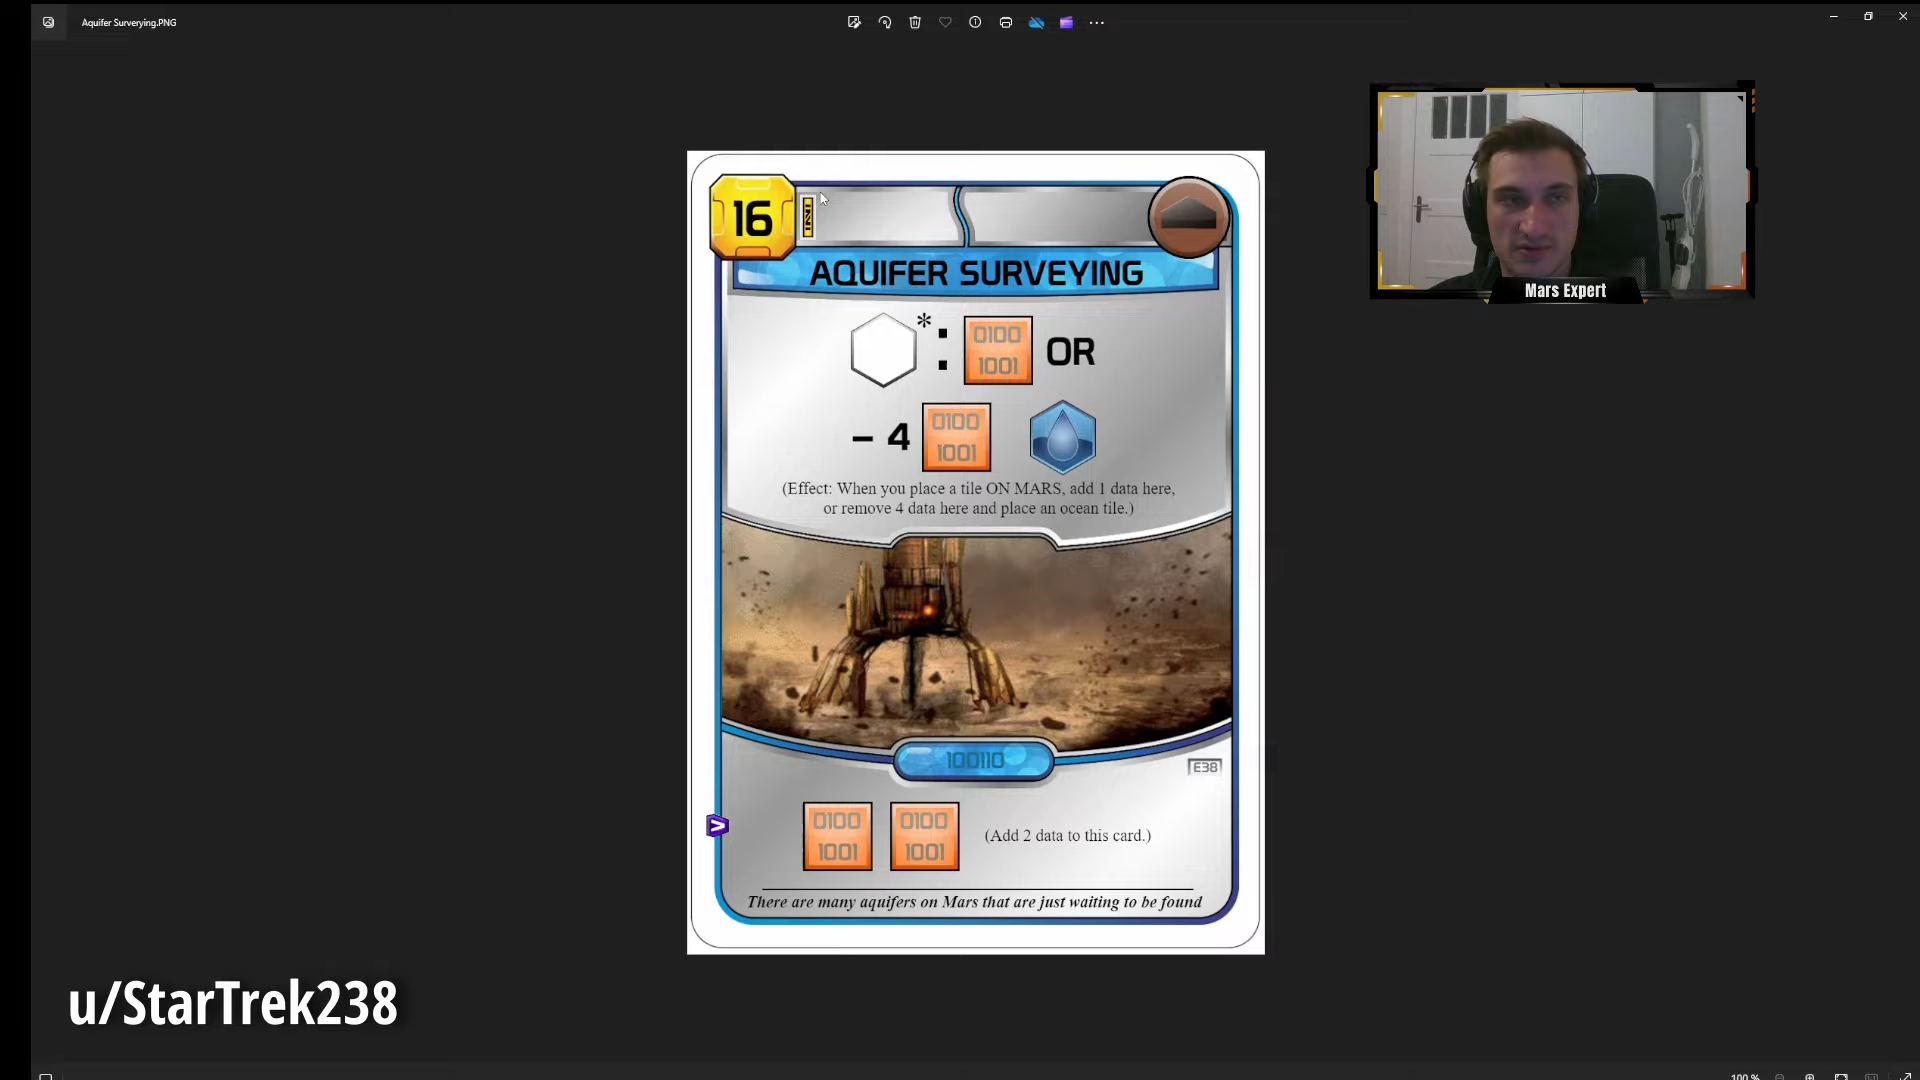 Aquifer Surverying.PNG
16
INI
AQUIFER SURVEYING
* : 0100 1001 OR
- 4 0100 1001
(Effect: When you place a tile ON MARS, add 1 data here,
or remove 4 data here and place an ocean tile.)
100110
E38
0100 1001 0100 1001 (Add 2 data to this card.)
There are many aquifers on Mars that are just waiting to be found
Mars Expert
u/StarTrek238
100 %